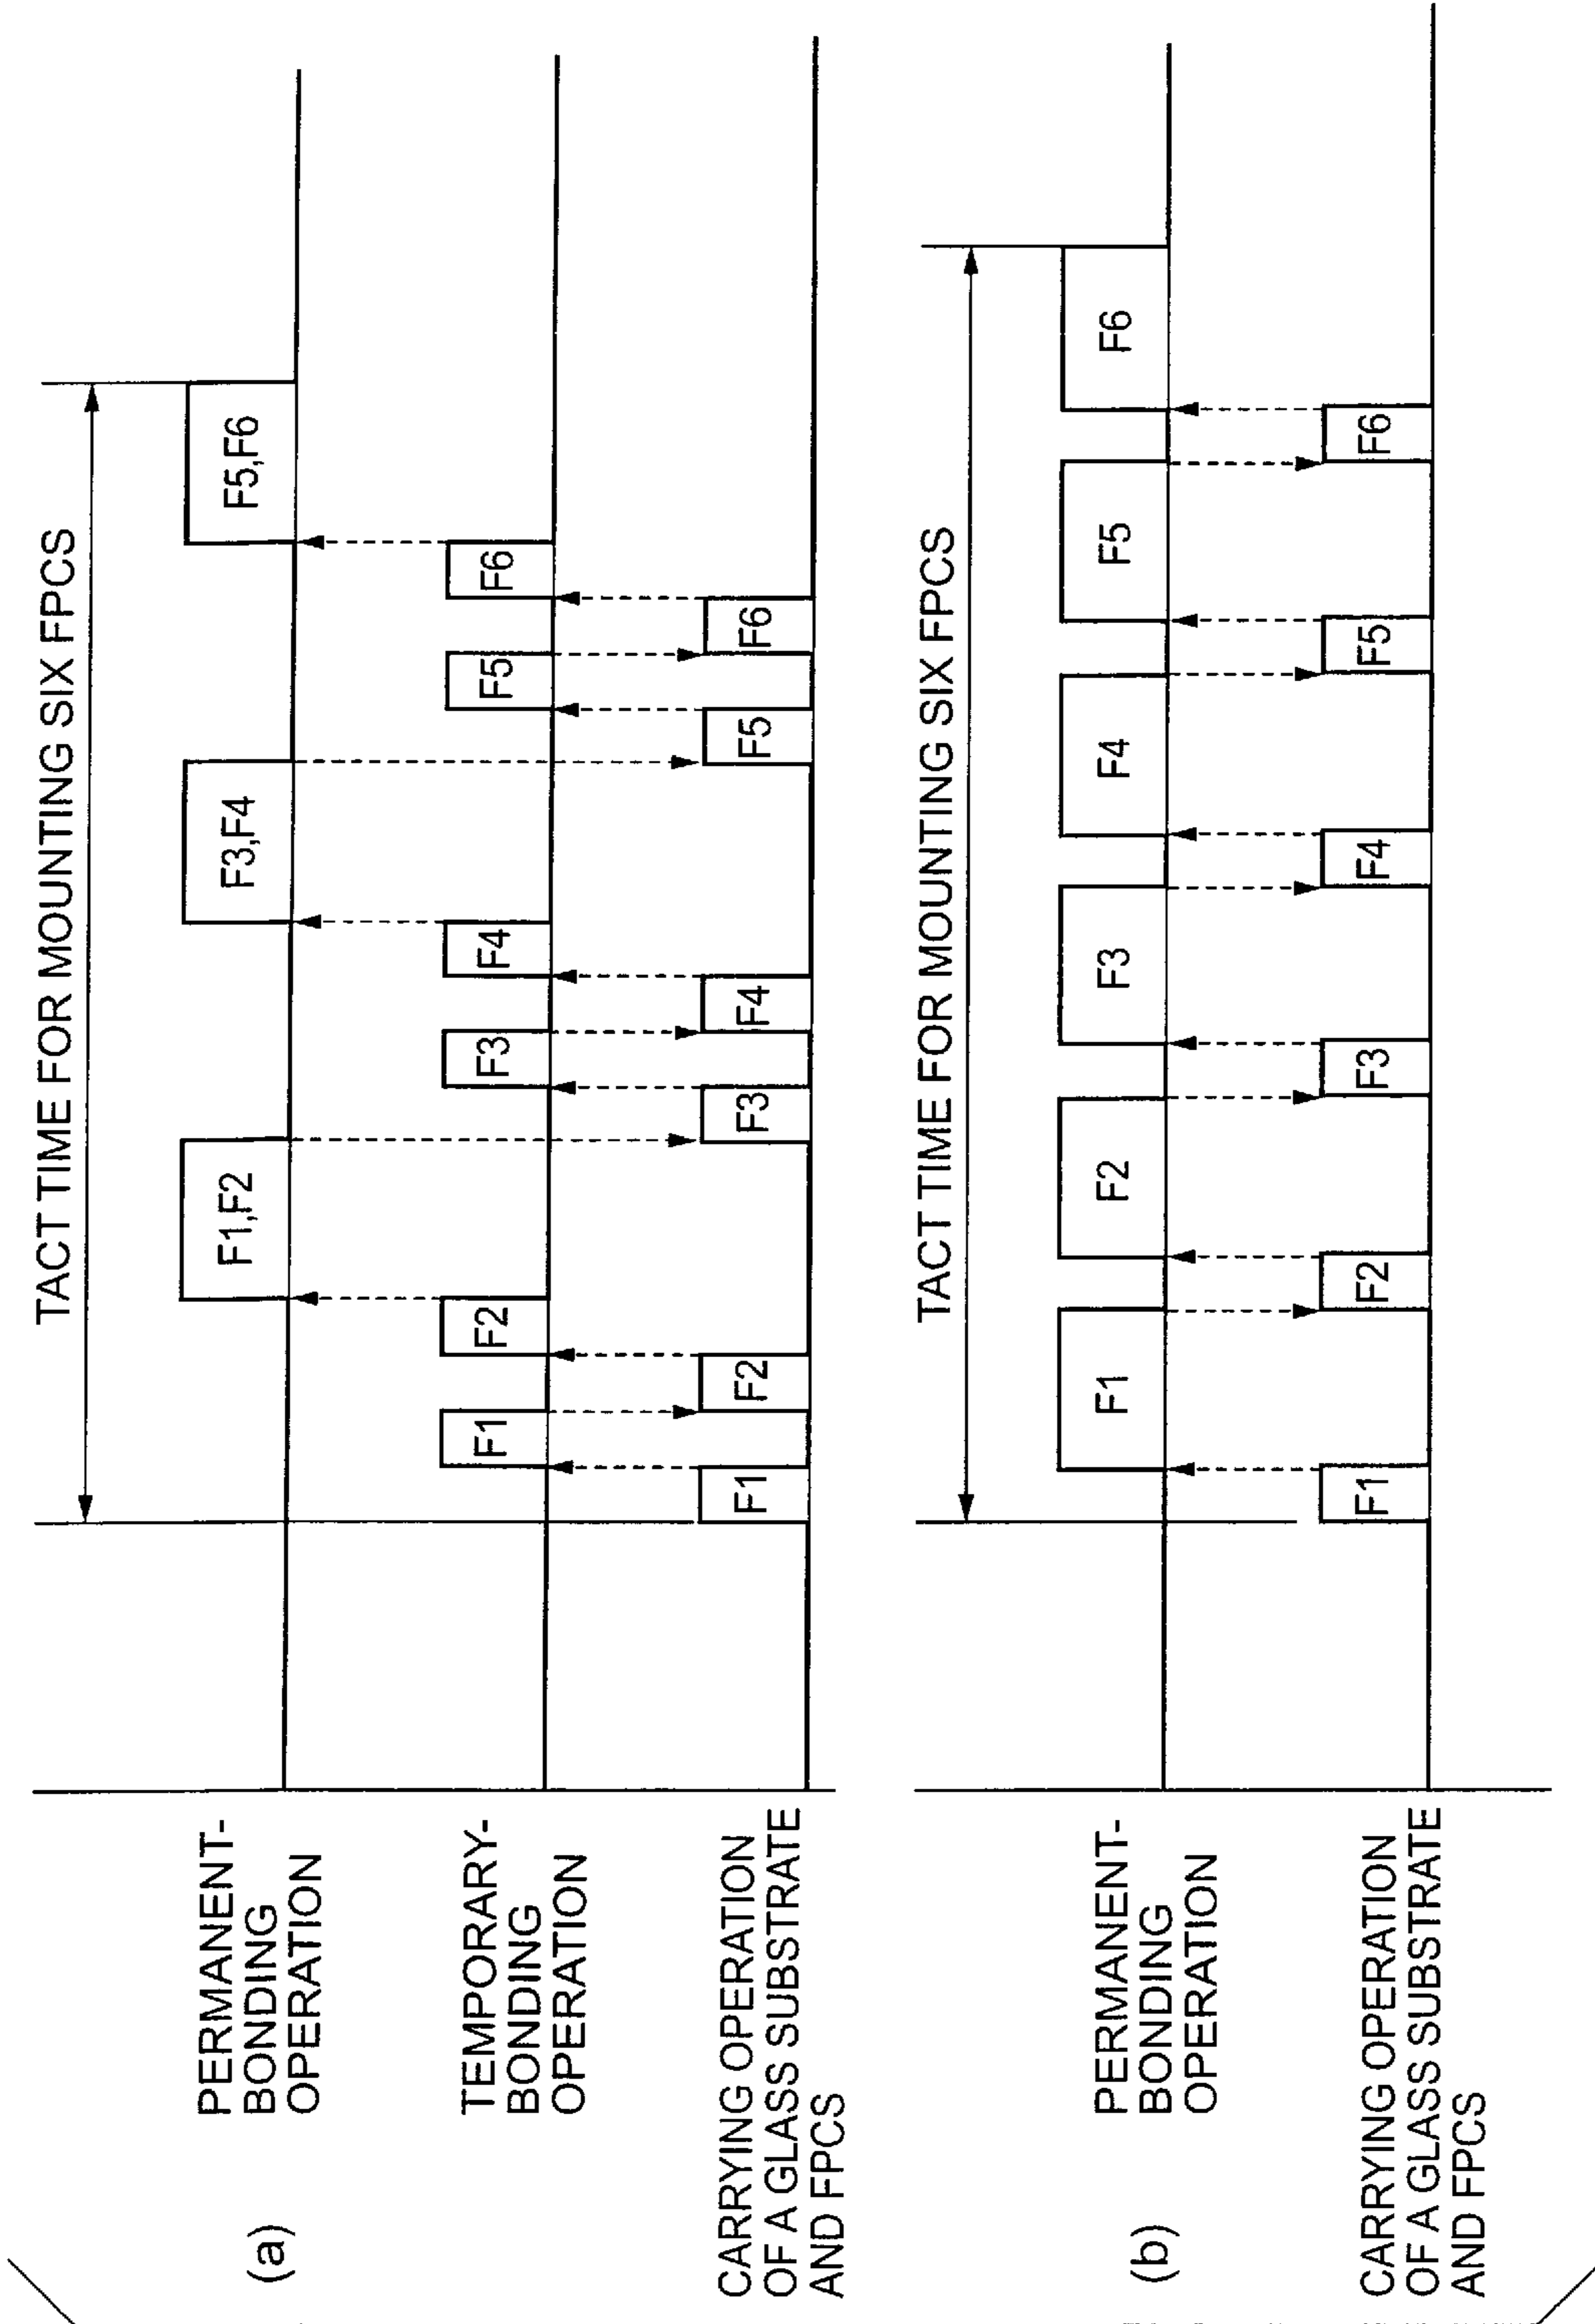 (a)
TACT TIME FOR MOUNTING SIX FPCS
PERMANENT-
BONDING
OPERATION
F1,F2
F3,F4
F5,F6
TEMPORARY-
BONDING
OPERATION
F1
F2
F3
F4
F5
F6
CARRYING OPERATION
OF A GLASS SUBSTRATE
AND FPCS
F1
F2
F3
F4
F5
F6
(b)
TACT TIME FOR MOUNTING SIX FPCS
PERMANENT-
BONDING
OPERATION
F1
F2
F3
F4
F5
F6
CARRYING OPERATION
OF A GLASS SUBSTRATE
AND FPCS
F1
F2
F3
F4
F5
F6